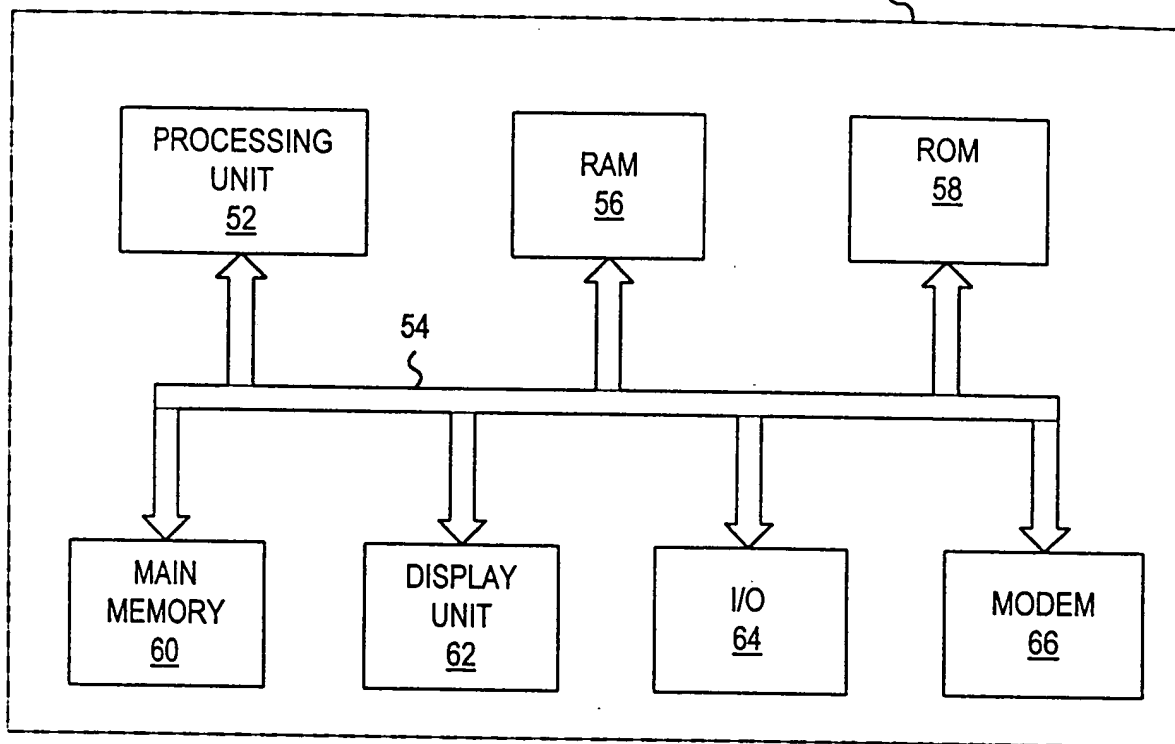 PROCESSING
UNIT
52
RAM
56
ROM
58
54
MAIN
MEMORY
60
DISPLAY
UNIT
62
I/O
64
MODEM
66